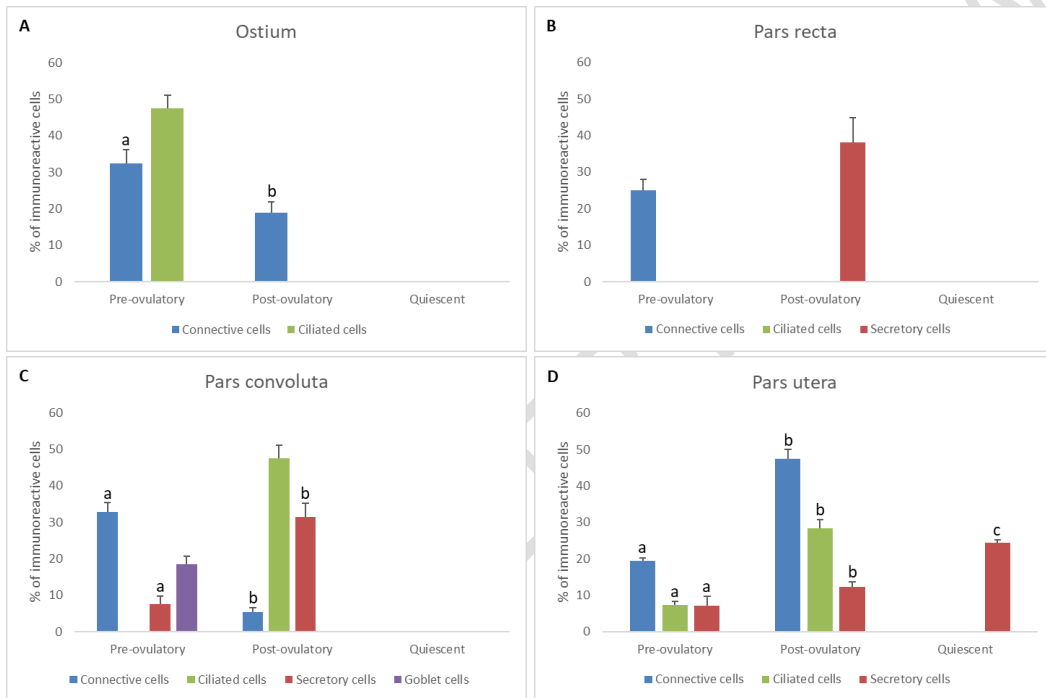 A
Ostium
% of immunoreactive cells
60
50
40
30
20
10
0
a
b
Pre-ovulatory Post-ovulatory Quiescent
Connective cells Ciliated cells
B
Pars recta
% of immunoreactive cells
60
50
40
30
20
10
0
Pre-ovulatory Post-ovulatory Quiescent
Connective cells Ciliated cells Secretory cells
C
Pars convoluta
% of immunoreactive cells
60
50
40
30
20
10
0
a
a
b
b
Pre-ovulatory Post-ovulatory Quiescent
Connective cells Ciliated cells Secretory cells Goblet cells
D
Pars utera
% of immunoreactive cells
60
50
40
30
20
10
0
a
a
a
b
b
b
c
Pre-ovulatory Post-ovulatory Quiescent
Connective cells Ciliated cells Secretory cells